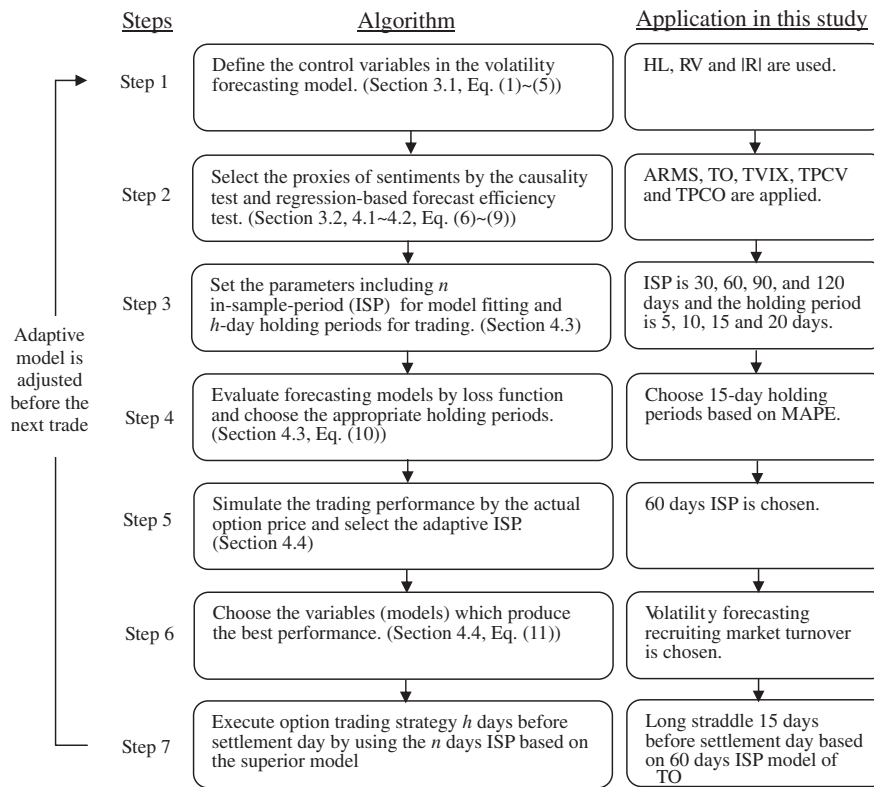 Steps
Algorithm
Application in this study
Step 1
Define the control variables in the volatility
forecasting model. (Section 3.1, Eq. (1)~(5))
HL, RV and |R| are used.
Step 2
Select the proxies of sentiments by the causality
test and regression-based forecast efficiency
test. (Section 3.2, 4.1~4.2, Eq. (6)~(9))
ARMS, TO, TVIX, TPCV
and TPCO are applied.
Step 3
Set the parameters including n
in-sample-period (ISP) for model fitting and
h-day holding periods for trading. (Section 4.3)
ISP is 30, 60, 90, and 120
days and the holding period
is 5, 10, 15 and 20 days.
Adaptive
model is
adjusted
before the
next trade
Step 4
Evaluate forecasting models by loss function
and choose the appropriate holding periods.
(Section 4.3, Eq. (10))
Choose 15-day holding
periods based on MAPE.
Step 5
Simulate the trading performance by the actual
option price and select the adaptive ISP.
(Section 4.4)
60 days ISP is chosen.
Step 6
Choose the variables (models) which produce
the best performance. (Section 4.4, Eq. (11))
Volatility forecasting
recruiting market turnover
is chosen.
Step 7
Execute option trading strategy h days before
settlement day by using the n days ISP based on
the superior model
Long straddle 15 days
before settlement day based
on 60 days ISP model of
TO